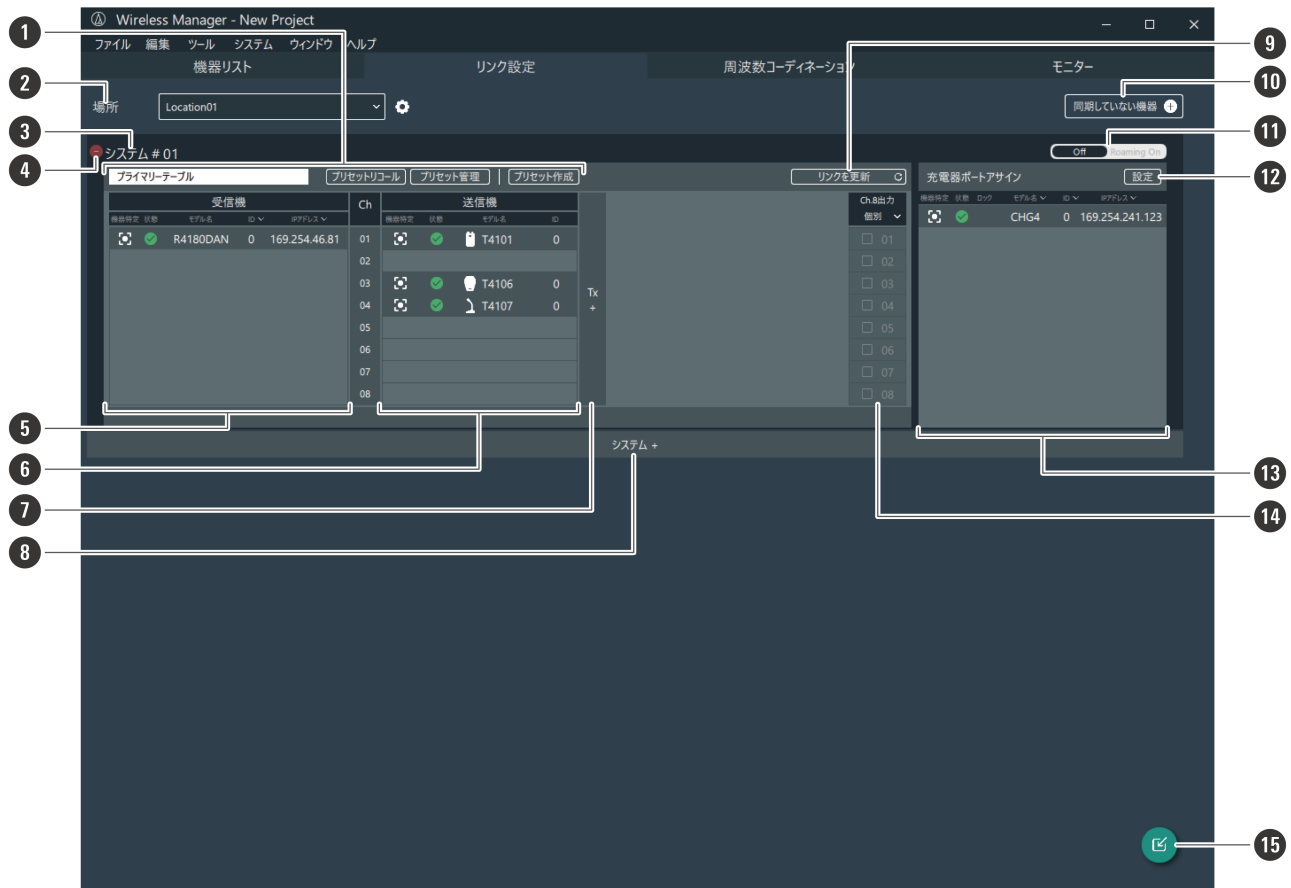 Wireless Manager - New Project
ファイル 編集 ツール システム ウィンドウ ヘルプ
機器リスト リンク設定 周波数コーディネーション モニター
場所 Location01 同期していない機器
システム # 01 Off Roaming On
プライマリーテーブル プリセットリコール プリセット管理 プリセット作成 リンクを更新 充電器ポートアサイン 設定
受信機 Ch 送信機 Ch.8出力
機器特定 状態 モデル名 ID IPアドレス 機器特定 状態 モデル名 ID 個別 機器特定 状態 ロック モデル名 ID IPアドレス
R4180DAN 0 169.254.46.81 01 T4101 0 01 CHG4 0 169.254.241.123
02 02
03 T4106 0 03
Tx
+
04 T4107 0 04
05 05
06 06
07 07
08 08
システム +
1
2
3
4
5
6
7
8
9
10
11
12
13
14
15